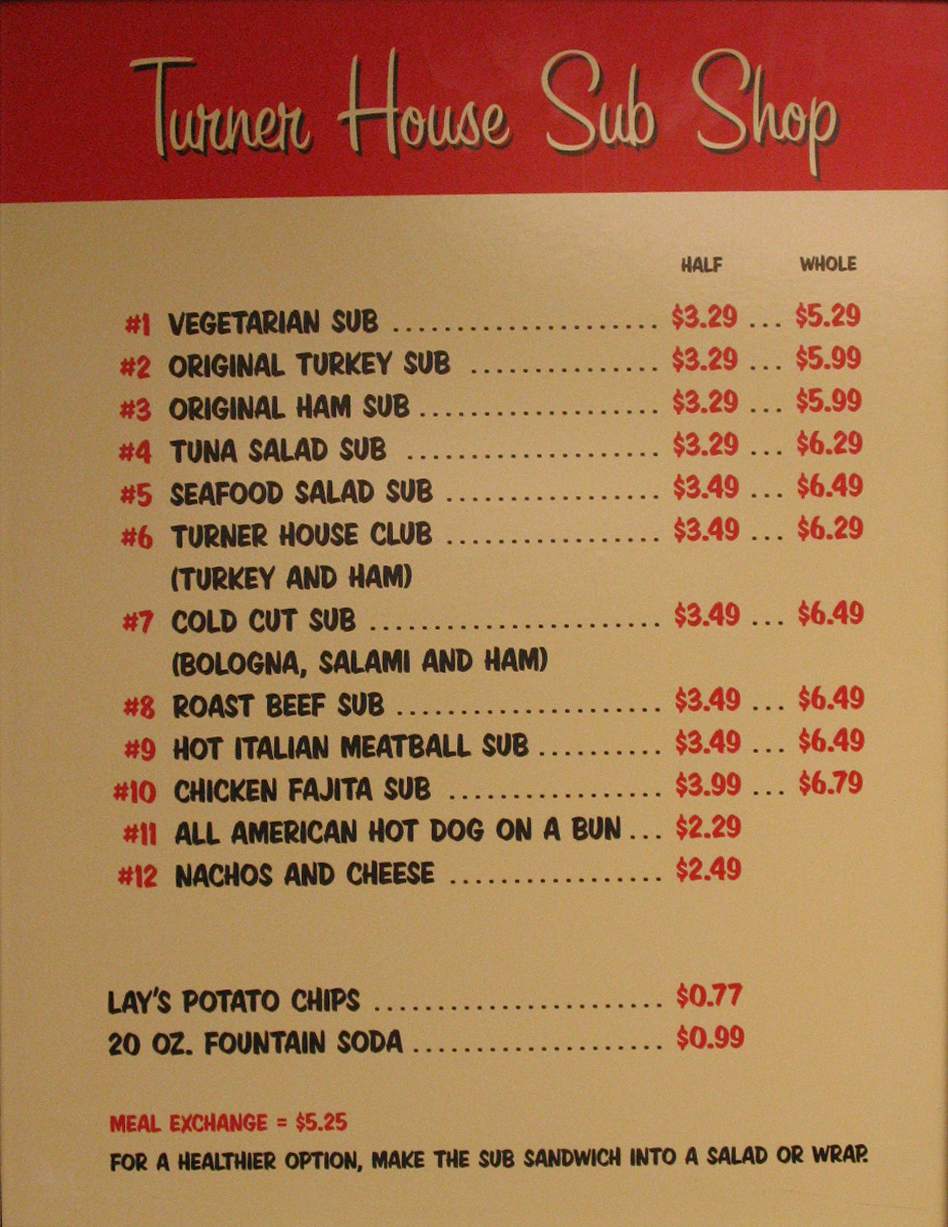 Turner House Sub Shop
HALF WHOLE
#1 VEGETARIAN SUB ..................... $3.29 ... $5.29
#2 ORIGINAL TURKEY SUB ............... $3.29 ... $5.99
#3 ORIGINAL HAM SUB ................... $3.29 ... $5.99
#4 TUNA SALAD SUB .................... $3.29 ... $6.29
#5 SEAFOOD SALAD SUB ................. $3.49 ... $6.49
#6 TURNER HOUSE CLUB ................. $3.49 ... $6.29
(TURKEY AND HAM)
#7 COLD CUT SUB ....................... $3.49 ... $6.49
(BOLOGNA, SALAMI AND HAM)
#8 ROAST BEEF SUB ..................... $3.49 ... $6.49
#9 HOT ITALIAN MEATBALL SUB .......... $3.49 ... $6.49
#10 CHICKEN FAJITA SUB ................. $3.99 ... $6.79
#11 ALL AMERICAN HOT DOG ON A BUN ... $2.29
#12 NACHOS AND CHEESE ................. $2.49
LAY'S POTATO CHIPS ....................... $0.77
20 OZ. FOUNTAIN SODA .................... $0.99
MEAL EXCHANGE = $5.25
FOR A HEALTHIER OPTION, MAKE THE SUB SANDWICH INTO A SALAD OR WRAP.